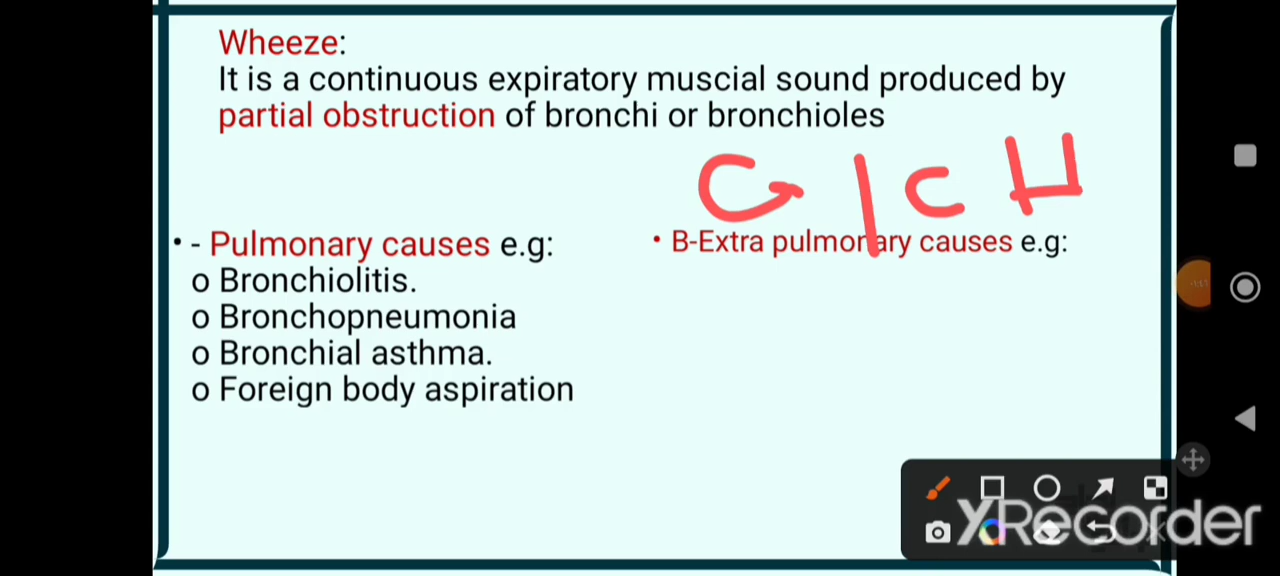 Wheeze:
It is a continuous expiratory muscial sound produced by
partial obstruction of bronchi or bronchioles
G I C H
• - Pulmonary causes e.g:
o Bronchiolitis.
o Bronchopneumonia
o Bronchial asthma.
o Foreign body aspiration
• B-Extra pulmonary causes e.g:
XRecorder